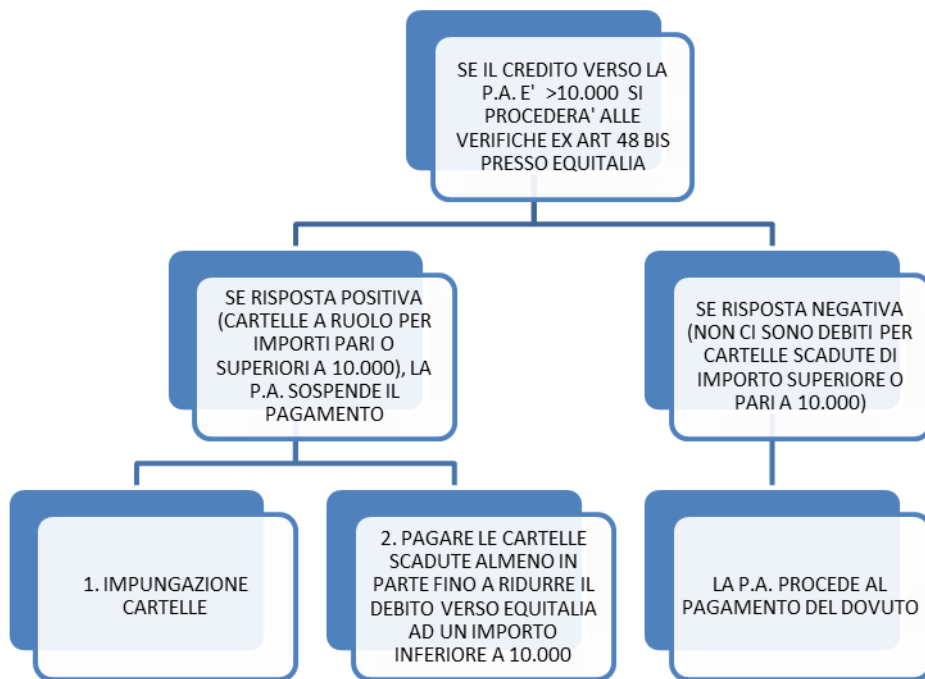 SE IL CREDITO VERSO LA
P.A. E' >10.000 SI
PROCEDERA' ALLE
VERIFICHE EX ART 48 BIS
PRESSO EQUITALIA
SE RISPOSTA POSITIVA
(CARTELLE A RUOLO PER
IMPORTI PARI O
SUPERIORI A 10.000), LA
P.A. SOSPENDE IL
PAGAMENTO
SE RISPOSTA NEGATIVA
(NON CI SONO DEBITI PER
CARTELLE SCADUTE DI
IMPORTO SUPERIORE O
PARI A 10.000)
1. IMPUNGAZIONE
CARTELLE
2. PAGARE LE CARTELLE
SCADUTE ALMENO IN
PARTE FINO A RIDURRE IL
DEBITO VERSO EQUITALIA
AD UN IMPORTO
INFERIORE A 10.000
LA P.A. PROCEDE AL
PAGAMENTO DEL DOVUTO